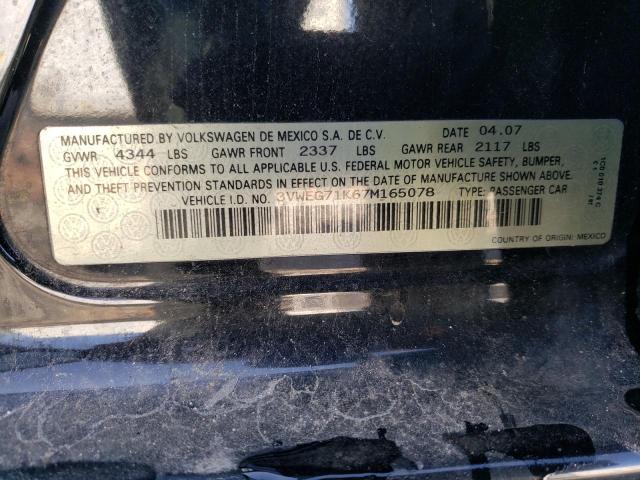 MANUFACTURED BY VOLKSWAGEN DE MEXICO S.A. DE C.V. DATE 04.07
GVWR 4344 LBS GAWR FRONT 2337 LBS GAWR REAR 2117 LBS
THIS VEHICLE CONFORMS TO ALL APPLICABLE U.S. FEDERAL MOTOR VEHICLE SAFETY, BUMPER,
AND THEFT PREVENTION STANDARDS IN EFFECT ON THE DATE OF MANUFACTURE SHOWN ABOVE.
VEHICLE I.D. NO. 3VWEG71K67M165078 TYPE: PASSENGER CAR
COUNTRY OF ORIGIN: MEXICO